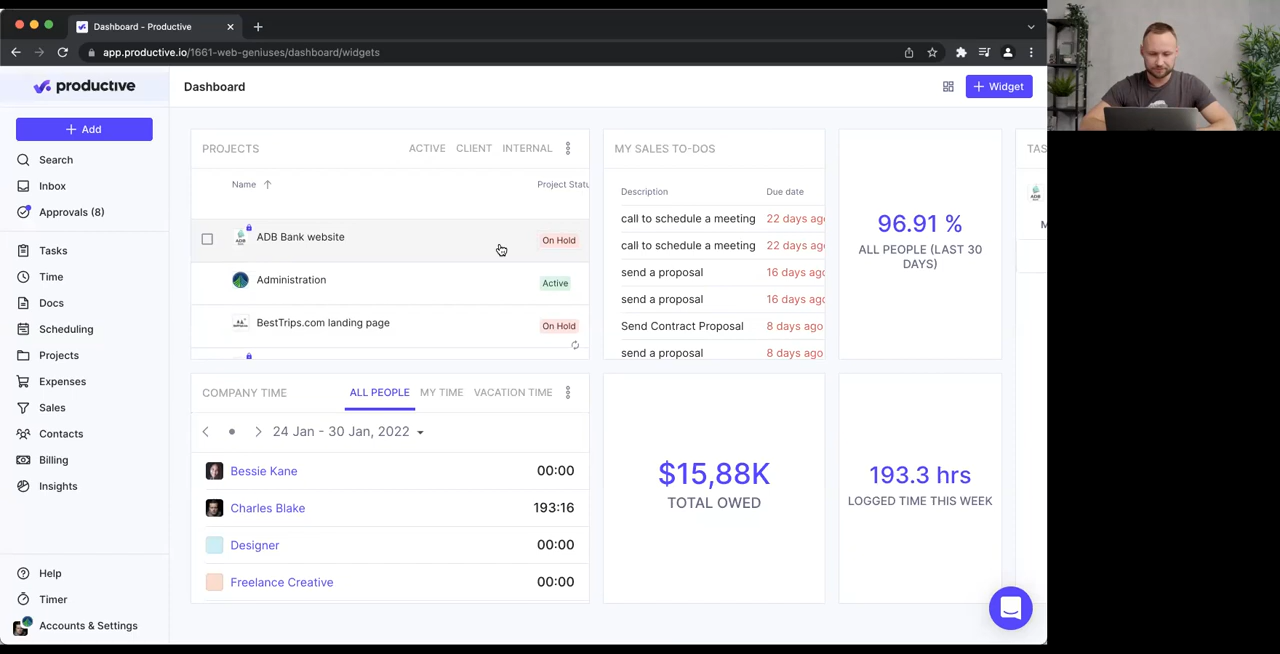 Dashboard - Productive
app.productive.io/1661-web-geniuses/dashboard/widgets
productive
Dashboard
+ Widget
+ Add
Search
Inbox
Approvals (8)
Tasks
Time
Docs
Scheduling
Projects
Expenses
Sales
Contacts
Billing
Insights
Help
Timer
Accounts & Settings
PROJECTS ACTIVE CLIENT INTERNAL
Name ↑ Project Statu
ADB Bank website On Hold
Administration Active
BestTrips.com landing page On Hold
MY SALES TO-DOS
Description Due date
call to schedule a meeting 22 days ago
call to schedule a meeting 22 days ago
send a proposal 16 days ago
send a proposal 16 days ago
Send Contract Proposal 8 days ago
send a proposal 8 days ago
96.91 %
ALL PEOPLE (LAST 30
DAYS)
TAS
ADB
M
COMPANY TIME ALL PEOPLE MY TIME VACATION TIME
24 Jan - 30 Jan, 2022
Bessie Kane 00:00
Charles Blake 193:16
Designer 00:00
Freelance Creative 00:00
$15,88K
TOTAL OWED
193.3 hrs
LOGGED TIME THIS WEEK